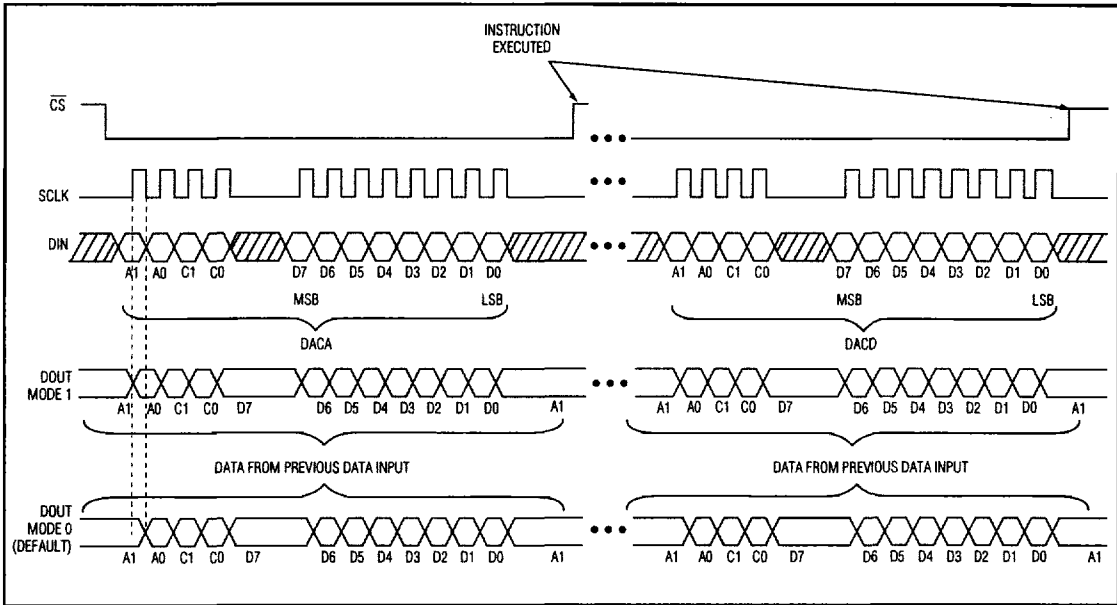 INSTRUCTION
EXECUTED
CS
SCLK
DIN
A1 A0 C1 C0 D7 D6 D5 D4 D3 D2 D1 D0 A1 A0 C1 C0 D7 D6 D5 D4 D3 D2 D1 D0
MSB LSB MSB LSB
DACA DACD
DOUT
MODE 1
A1 A0 C1 C0 D7 D6 D5 D4 D3 D2 D1 D0 A1 A1 A0 C1 C0 D7 D6 D5 D4 D3 D2 D1 D0 A1
DATA FROM PREVIOUS DATA INPUT DATA FROM PREVIOUS DATA INPUT
DOUT
MODE 0
(DEFAULT)
A1 A0 C1 C0 D7 D6 D5 D4 D3 D2 D1 D0 A1 A1 A0 C1 C0 D7 D6 D5 D4 D3 D2 D1 D0 A1